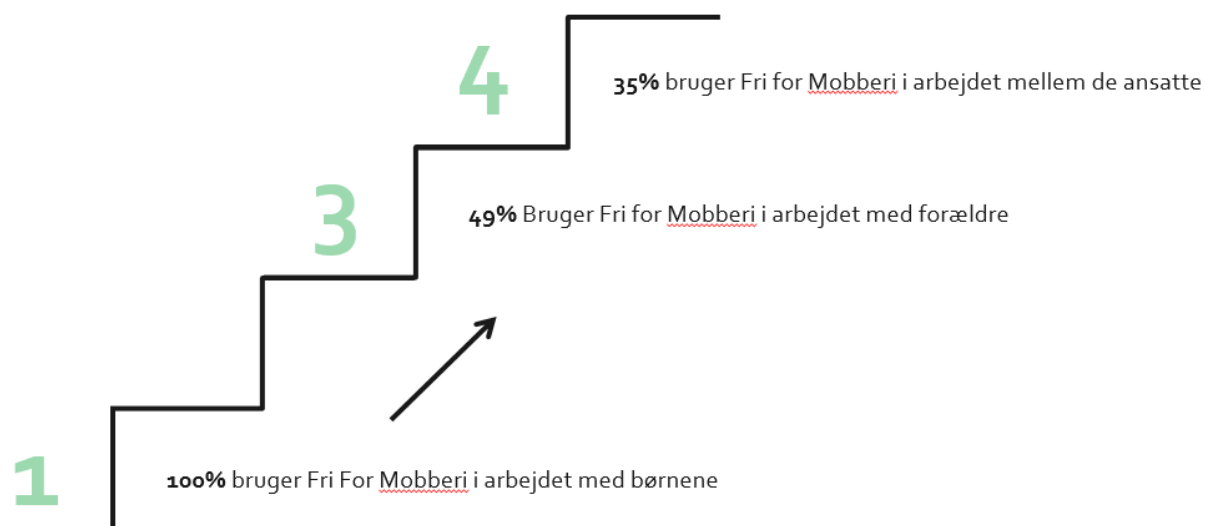 4
35% bruger Fri for Mobberi i arbejdet mellem de ansatte
3
49% Bruger Fri for Mobberi i arbejdet med forældre
1
100% bruger Fri For Mobberi i arbejdet med børnene